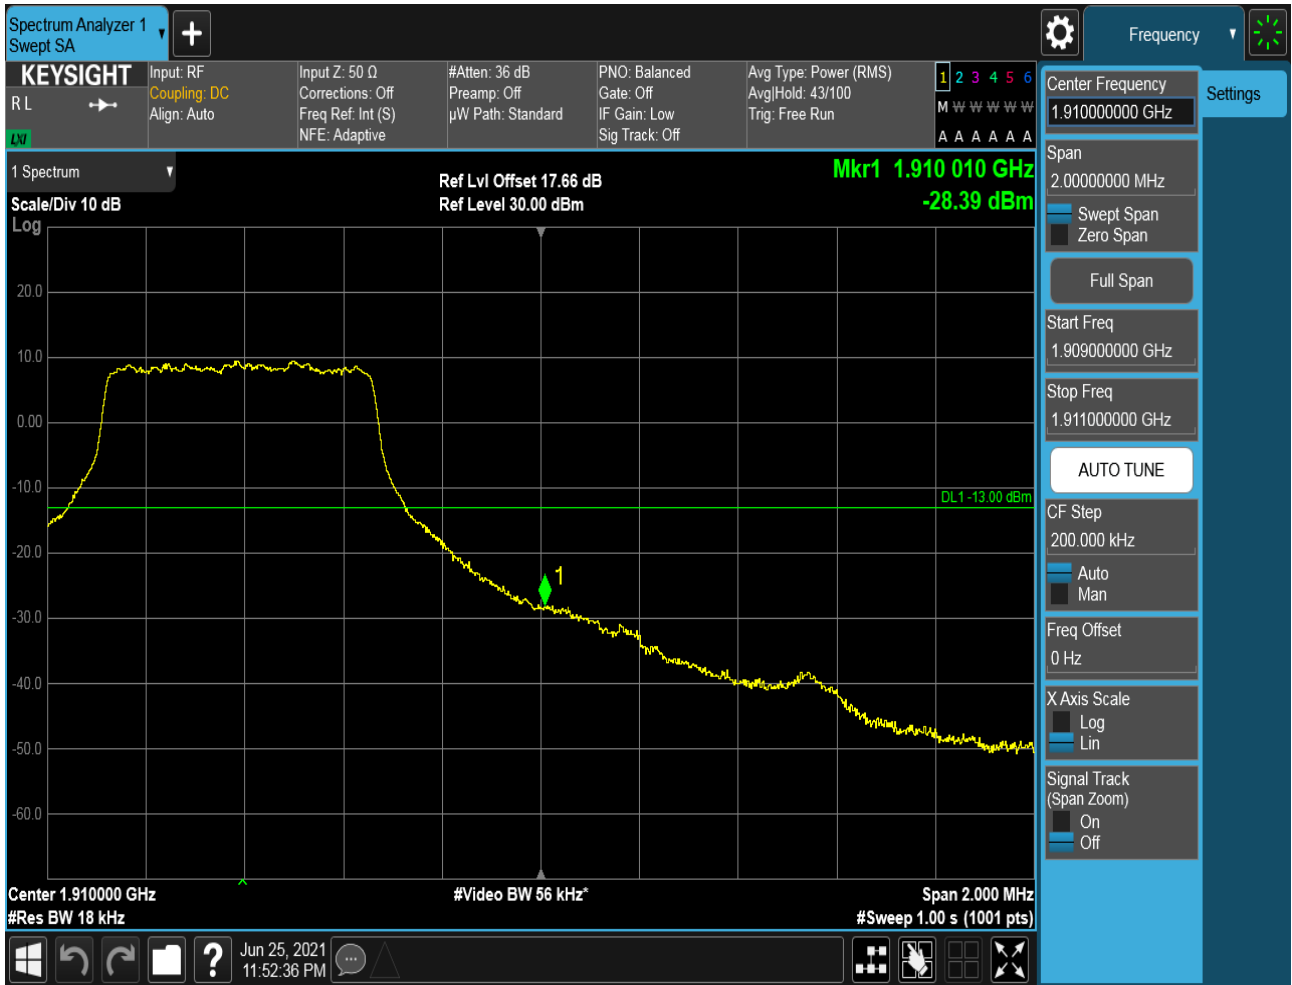 Spectrum Analyzer 1
Swept SA
Frequency
KEYSIGHT
R L
LXI
Input: RF
Coupling: DC
Align: Auto
Input Z: 50 Ω
Corrections: Off
Freq Ref: Int (S)
NFE: Adaptive
#Atten: 36 dB
Preamp: Off
µW Path: Standard
PNO: Balanced
Gate: Off
IF Gain: Low
Sig Track: Off
Avg Type: Power (RMS)
Avg|Hold: 43/100
Trig: Free Run
1 2 3 4 5 6
M W W W W W
A A A A A A
1 Spectrum
Scale/Div 10 dB
Log
Ref Lvl Offset 17.66 dB
Ref Level 30.00 dBm
Mkr1 1.910 010 GHz
-28.39 dBm
20.0
10.0
0.00
-10.0
-20.0
-30.0
-40.0
-50.0
-60.0
DL1 -13.00 dBm
1
Center 1.910000 GHz
#Res BW 18 kHz
#Video BW 56 kHz*
Span 2.000 MHz
#Sweep 1.00 s (1001 pts)
Center Frequency
1.910000000 GHz
Settings
Span
2.00000000 MHz
Swept Span
Zero Span
Full Span
Start Freq
1.909000000 GHz
Stop Freq
1.911000000 GHz
AUTO TUNE
CF Step
200.000 kHz
Auto
Man
Freq Offset
0 Hz
X Axis Scale
Log
Lin
Signal Track
(Span Zoom)
On
Off
?
Jun 25, 2021
11:52:36 PM